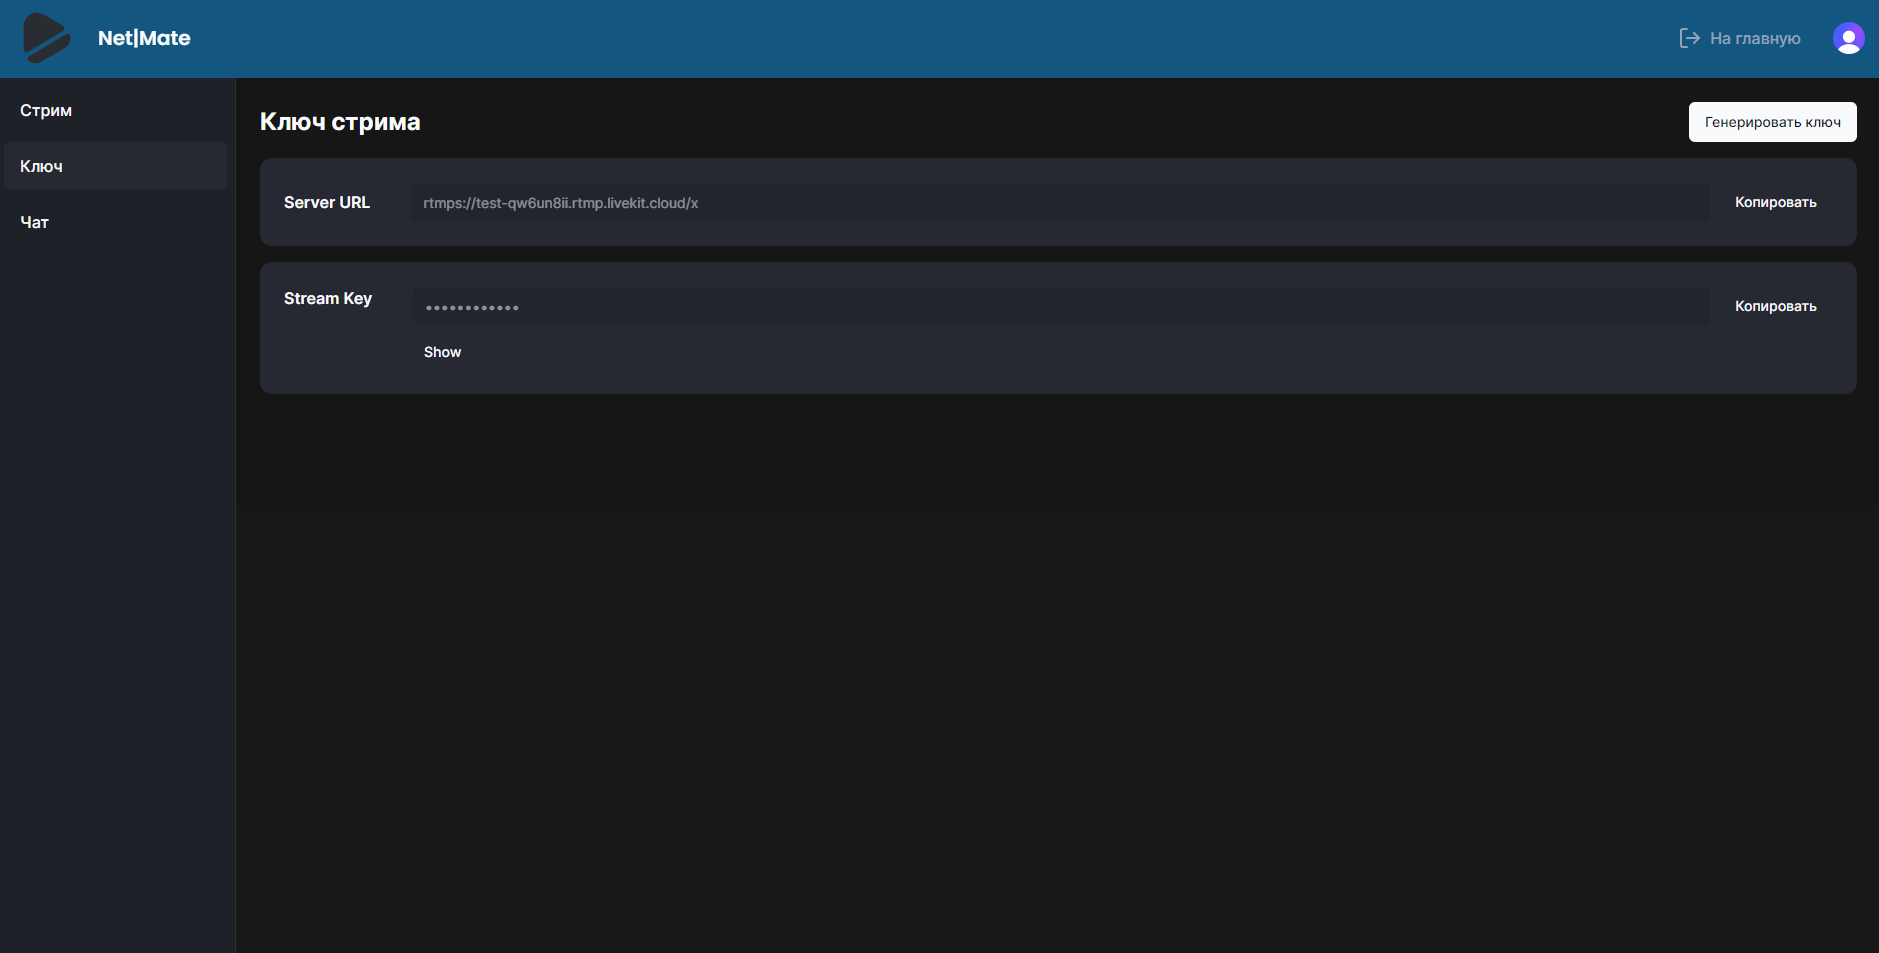 Net|Mate
На главную
Стрим
Ключ
Чат
Ключ стрима
Генерировать ключ
Server URL
rtmps://test-qw6un8ii.rtmp.livekit.cloud/x
Копировать
Stream Key
••••••••••••
Копировать
Show